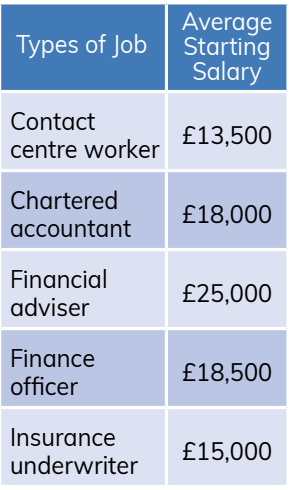 Types of Job
Average
Starting
Salary
Contact
centre worker
£13,500
Chartered
accountant
£18,000
Financial
adviser
£25,000
Finance
officer
£18,500
Insurance
underwriter
£15,000